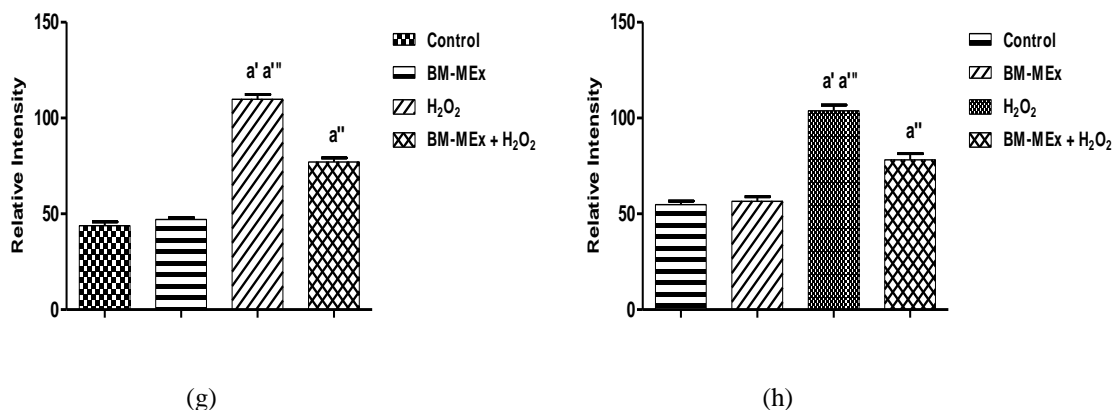 150
100
50
0
Relative Intensity
a' a'"
a"
Control
BM-MEx
H₂O₂
BM-MEx + H₂O₂
(g)
150
100
50
0
Relative Intensity
a' a'"
a"
Control
BM-MEx
H₂O₂
BM-MEx + H₂O₂
(h)